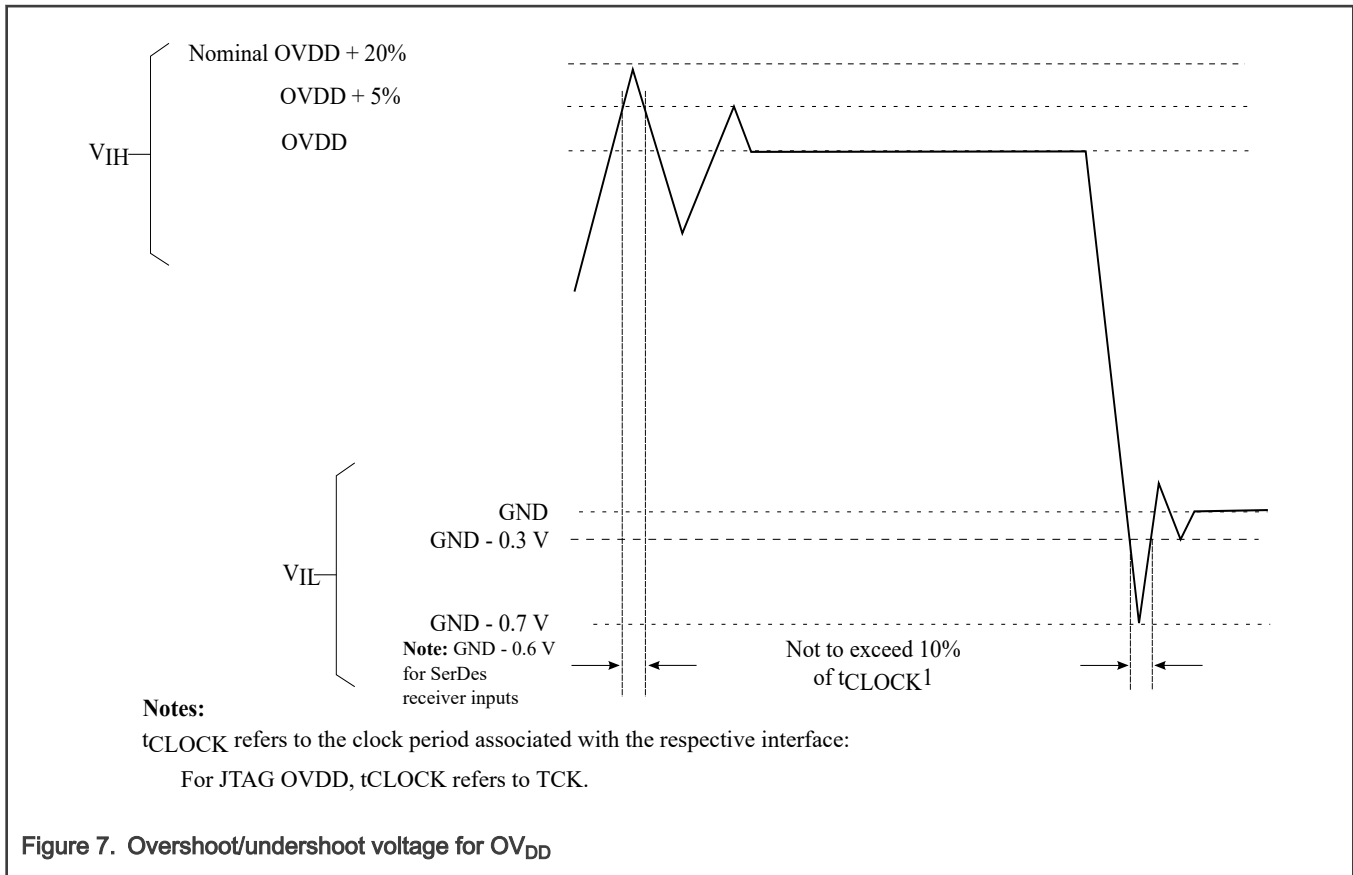 Nominal OVDD + 20%
OVDD + 5%
OVDD
VIH
GND
GND - 0.3 V
VIL
GND - 0.7 V
Note: GND - 0.6 V
for SerDes
receiver inputs
Not to exceed 10%
of tCLOCK1
Notes:
tCLOCK refers to the clock period associated with the respective interface:
For JTAG OVDD, tCLOCK refers to TCK.
Figure 7. Overshoot/undershoot voltage for OVDD